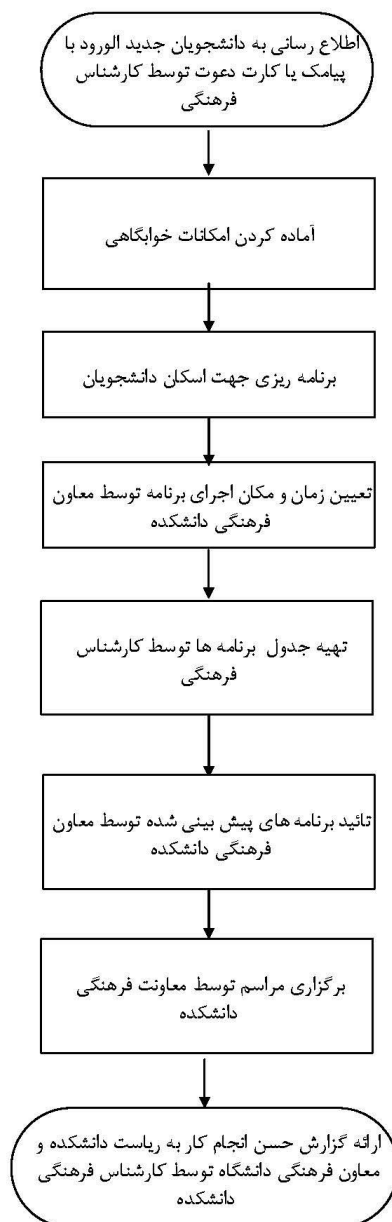 اطلاع رسانی به دانشجویان جدید الورود با
پیامک یا کارت دعوت توسط کارشناس
فرهنگی
آماده کردن امکانات خوابگاهی
برنامه ریزی جهت اسکان دانشجویان
تعیین زمان و مکان اجرای برنامه توسط معاون
فرهنگی دانشکده
تهیه جدول برنامه ها توسط کارشناس
فرهنگی
تائید برنامه های پیش بینی شده توسط معاون
فرهنگی دانشکده
برگزاری مراسم توسط معاونت فرهنگی
دانشکده
ارائه گزارش حسن انجام کار به ریاست دانشکده و
معاون فرهنگی دانشگاه توسط کارشناس فرهنگی
دانشکده